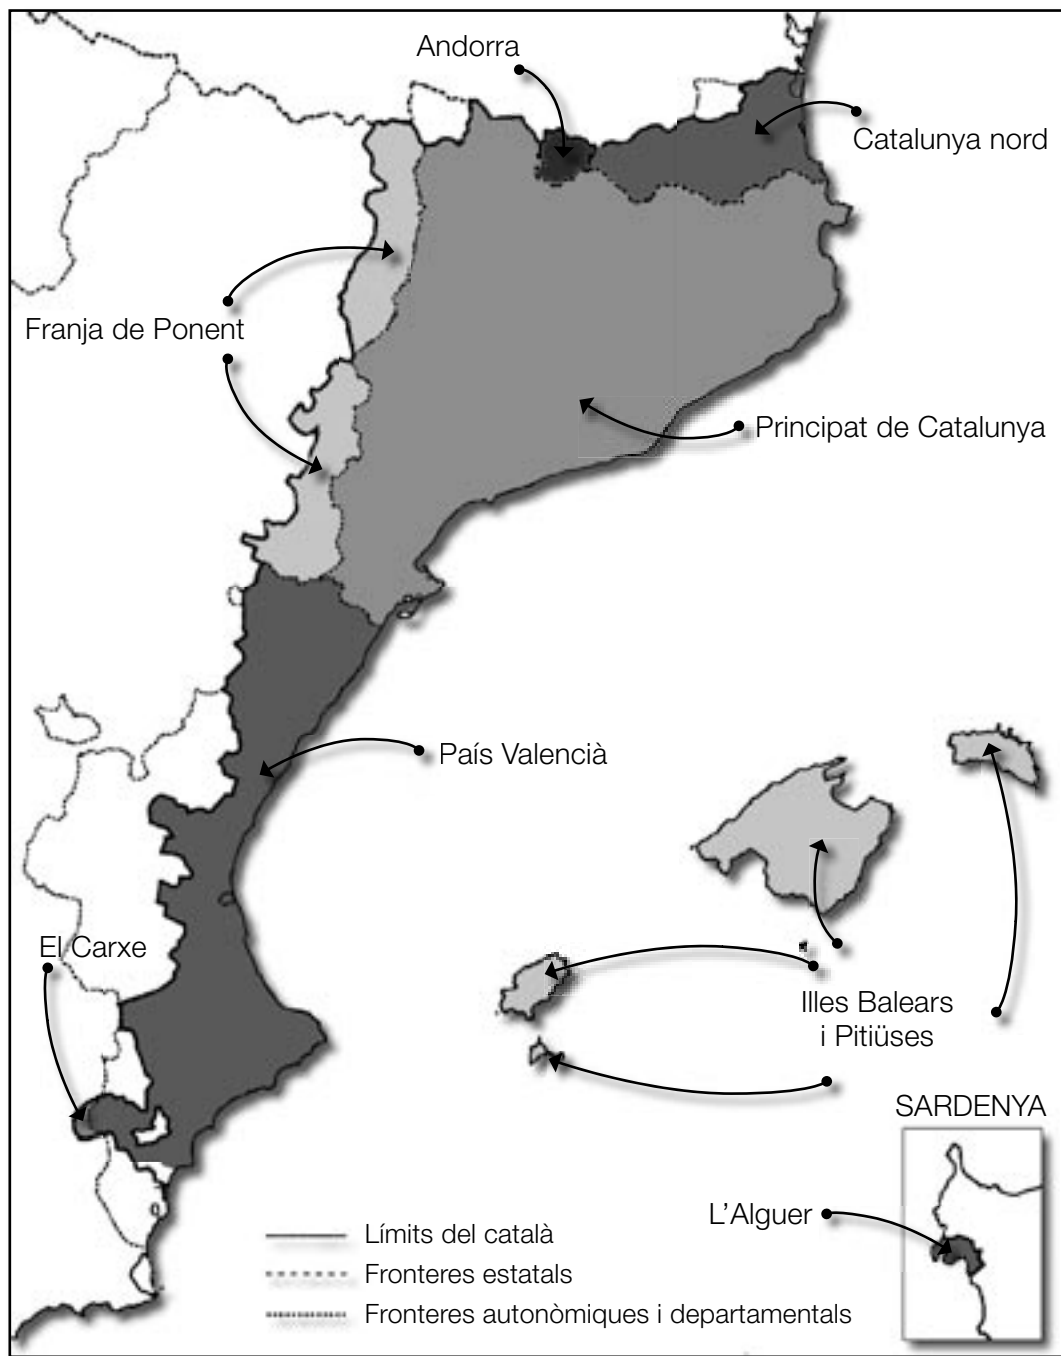 Andorra
Catalunya nord
Franja de Ponent
Principat de Catalunya
País Valencià
El Carxe
Illes Balears
i Pitiüses
SARDENYA
L'Alguer
Límits del català
Fronteres estatals
Fronteres autonòmiques i departamentals